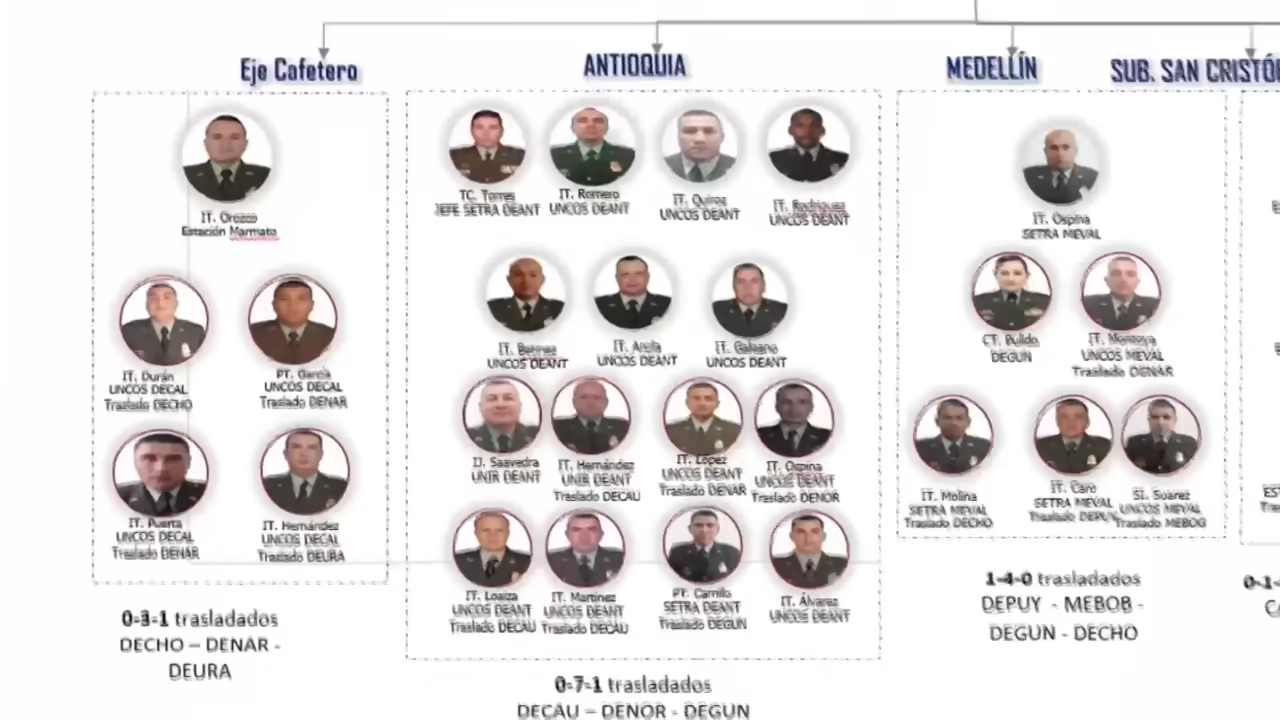 Eje Cafetero
IT. Orozco
Estación Marmato
IT. Durán
UNCOS DECAL
Traslado DECHO
PT. García
UNCOS DECAL
Traslado DENAR
IT. Puerta
UNCOS DECAL
Traslado DENAR
IT. Hernández
UNCOS DECAL
Traslado DEURA
0-3-1 trasladados
DECHO – DENAR -
DEURA
ANTIOQUIA
TC. Torres
JEFE SETRA DEANT
IT. Romero
UNCOS DEANT
IT. Quiroz
UNCOS DEANT
IT. Rodríguez
UNCOS DEANT
IT.
UNCOS DEANT
IT. Arcila
UNCOS DEANT
IT. Galeano
UNCOS DEANT
IJ. Saavedra
UNIR DEANT
IT. Hernández
UNIR DEANT
Traslado DECAU
IT. López
UNCOS DEANT
Traslado DENAR
IT. Ospina
UNCOS DEANT
Traslado DENOR
IT. Loaiza
UNCOS DEANT
Traslado DECAU
IT. Martínez
UNCOS DEANT
Traslado DECAU
PT. Carrillo
SETRA DEANT
Traslado DEGUN
IT. Álvarez
UNCOS DEANT
0-7-1 trasladados
DECAU – DENOR - DEGUN
MEDELLÍN
IT. Ospina
SETRA MEVAL
CT. Pulido
DEGUN
IT. Montoya
UNCOS MEVAL
Traslado DENAR
IT. Molina
SETRA MEVAL
Traslado DECHO
IT. Caro
SETRA MEVAL
Traslado DEPUY
SI. Suarez
UNCOS MEVAL
Traslado MEBOG
1-4-0 trasladados
DEPUY - MEBOB -
DEGUN - DECHO
SUB. SAN CRISTÓB
0-1-